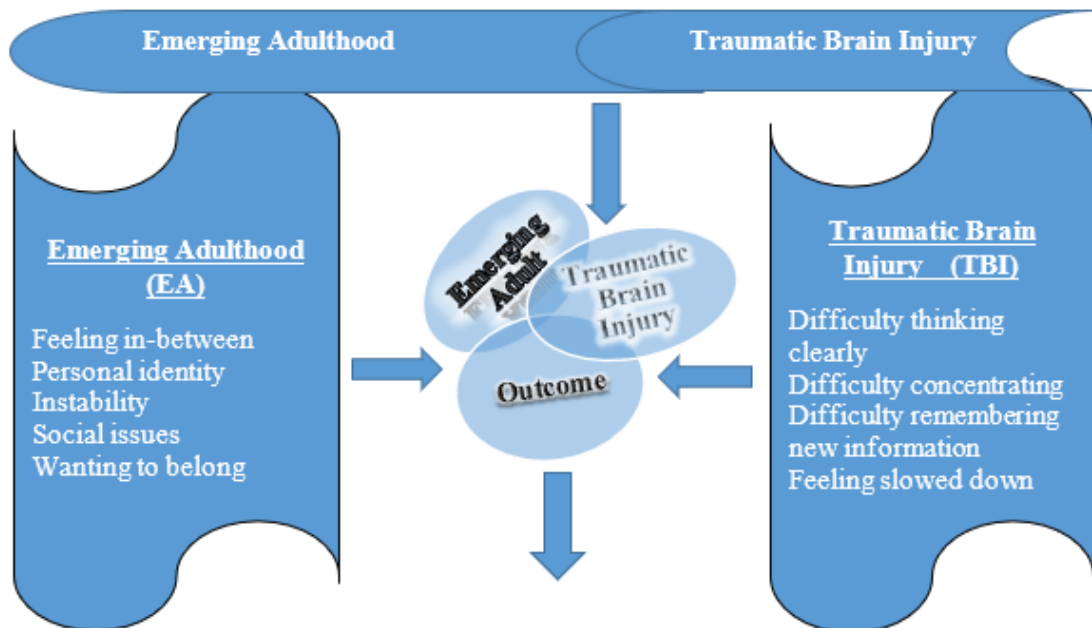 Emerging Adulthood
Traumatic Brain Injury
Emerging Adulthood
(EA)
Feeling in-between
Personal identity
Instability
Social issues
Wanting to belong
Emerging
Adult
Traumatic
Brain
Injury
Outcome
Traumatic Brain
Injury (TBI)
Difficulty thinking
clearly
Difficulty concentrating
Difficulty remembering
new information
Feeling slowed down